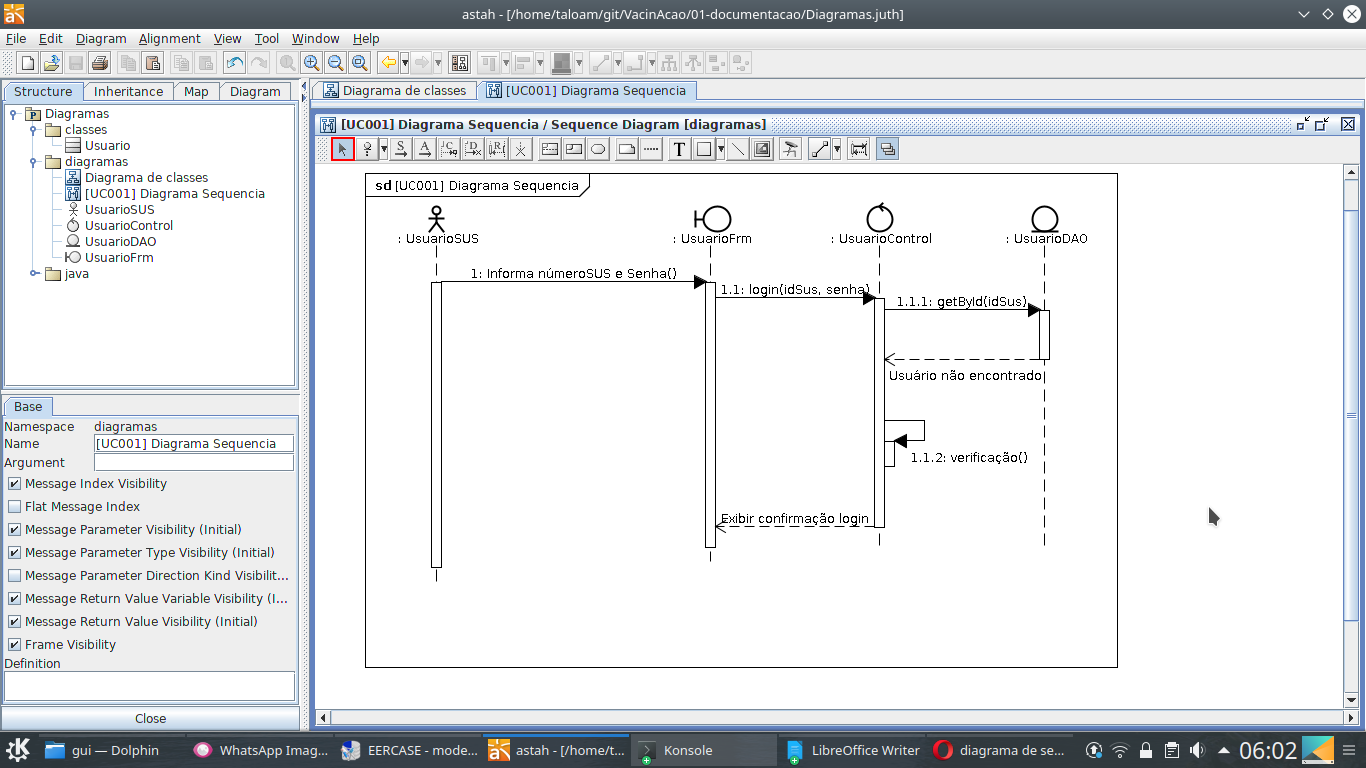 astah - [/home/taloam/git/VacinAcao/01-documentacao/Diagramas.juth]
File Edit Diagram Alignment View Tool Window Help
Structure Inheritance Map Diagram
Diagramas
classes
Usuario
diagramas
Diagrama de classes
[UC001] Diagrama Sequencia
UsuarioSUS
UsuarioControl
UsuarioDAO
UsuarioFrm
java
Base
Namespace diagramas
Name [UC001] Diagrama Sequencia
Argument
Message Index Visibility
Flat Message Index
Message Parameter Visibility (Initial)
Message Parameter Type Visibility (Initial)
Message Parameter Direction Kind Visibilit...
Message Return Value Variable Visibility (I...
Message Return Value Visibility (Initial)
Frame Visibility
Definition
Close
Diagrama de classes [UC001] Diagrama Sequencia
[UC001] Diagrama Sequencia / Sequence Diagram [diagramas]
sd [UC001] Diagrama Sequencia
: UsuarioSUS : UsuarioFrm : UsuarioControl : UsuarioDAO
1: Informa númeroSUS e Senha()
1.1: login(idSus, senha)
1.1.1: getById(idSus)
Usuário não encontrado
1.1.2: verificação()
Exibir confirmação login
gui — Dolphin WhatsApp Imag... EERCASE - mode... astah - [/home/t... Konsole LibreOffice Writer diagrama de se... 06:02